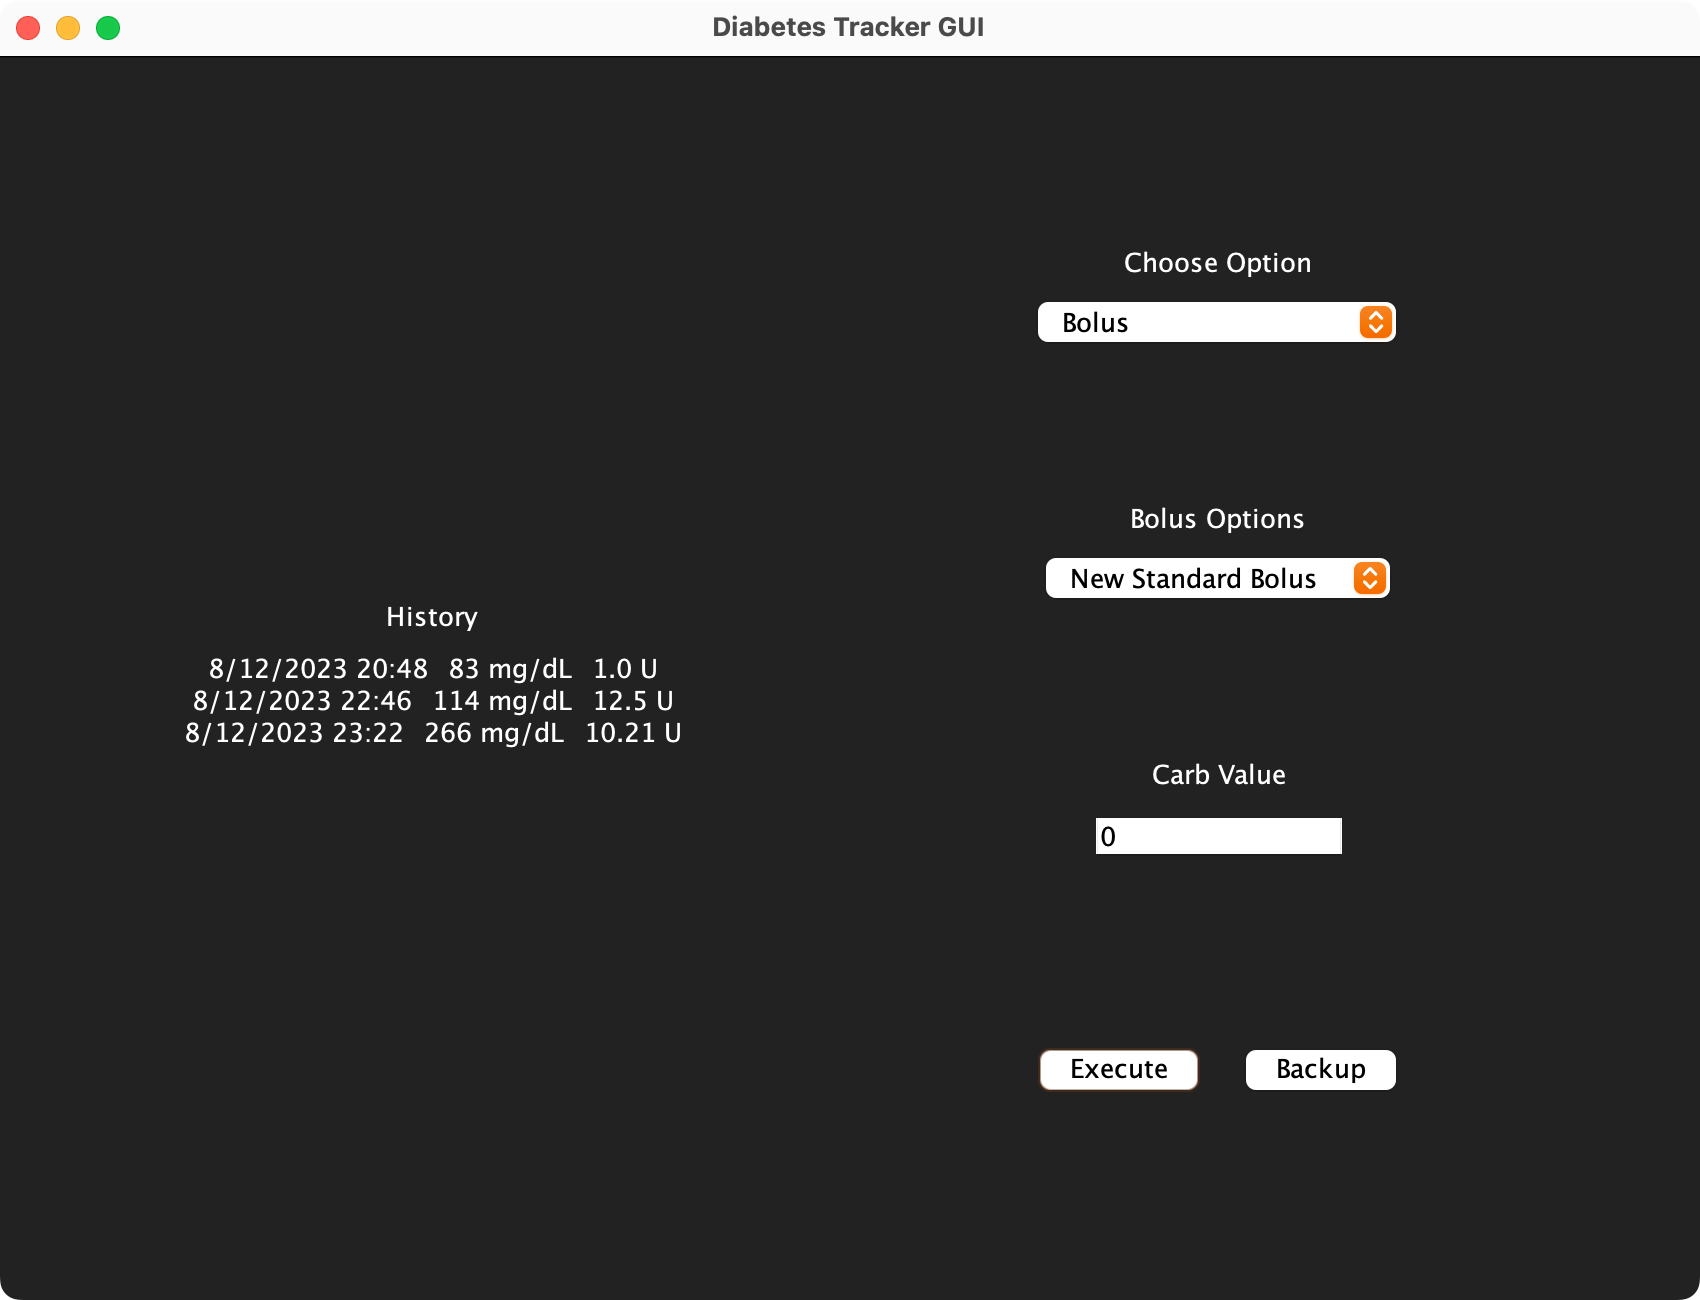 Diabetes Tracker GUI
History
8/12/2023 20:48 83 mg/dL 1.0 U
8/12/2023 22:46 114 mg/dL 12.5 U
8/12/2023 23:22 266 mg/dL 10.21 U
Choose Option
Bolus
Bolus Options
New Standard Bolus
Carb Value
0
Execute Backup